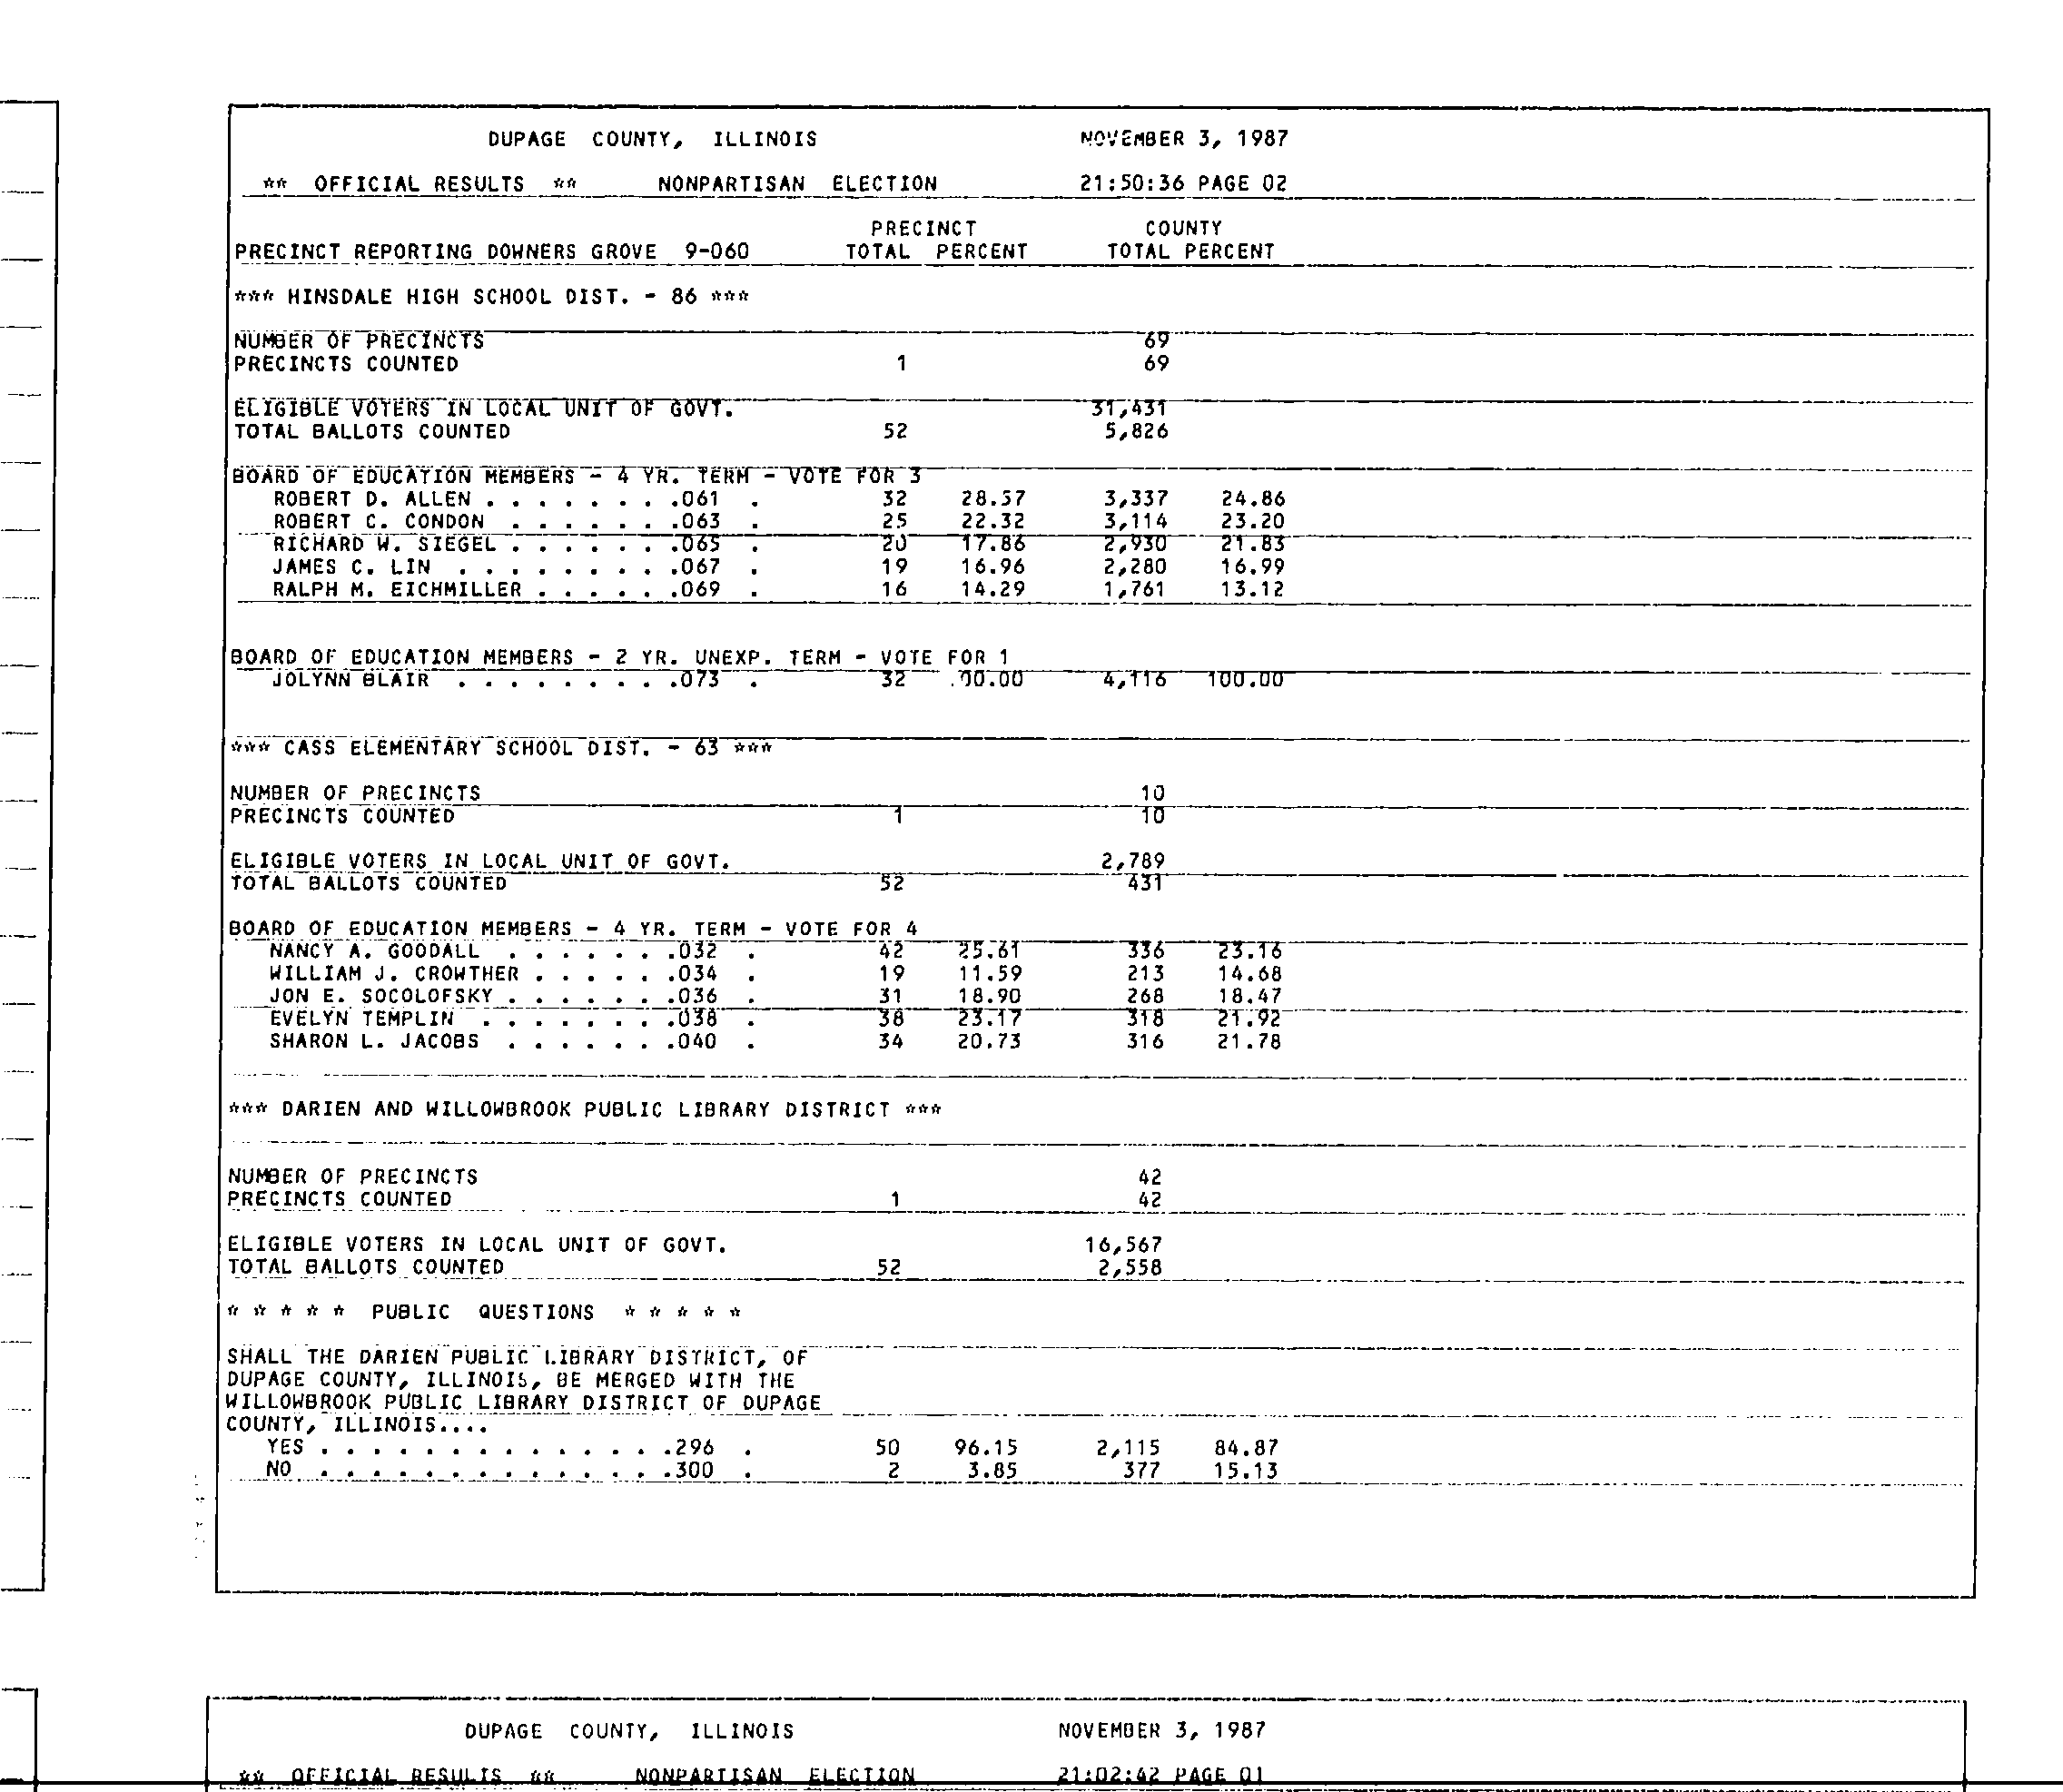 DUPAGE COUNTY, ILLINOIS NOVEMBER 3, 1987
** OFFICIAL RESULTS ** NONPARTISAN ELECTION 21:50:36 PAGE 02
PRECINCT COUNTY
PRECINCT REPORTING DOWNERS GROVE 9-060 TOTAL PERCENT TOTAL PERCENT
*** HINSDALE HIGH SCHOOL DIST. - 86 ***
NUMBER OF PRECINCTS 69
PRECINCTS COUNTED 1 69
ELIGIBLE VOTERS IN LOCAL UNIT OF GOVT. 31,431
TOTAL BALLOTS COUNTED 52 5,826
BOARD OF EDUCATION MEMBERS - 4 YR. TERM - VOTE FOR 3
ROBERT D. ALLEN . . . . . . . .061 . 32 28.57 3,337 24.86
ROBERT C. CONDON . . . . . . .063 . 25 22.32 3,114 23.20
RICHARD W. SIEGEL . . . . . . .065 . 20 17.86 2,930 21.83
JAMES C. LIN . . . . . . . . .067 . 19 16.96 2,280 16.99
RALPH M. EICHMILLER . . . . . .069 . 16 14.29 1,761 13.12
BOARD OF EDUCATION MEMBERS - 2 YR. UNEXP. TERM - VOTE FOR 1
JOLYNN BLAIR . . . . . . . . .073 . 32 .00.00 4,116 100.00
*** CASS ELEMENTARY SCHOOL DIST. - 63 ***
NUMBER OF PRECINCTS 10
PRECINCTS COUNTED 1 10
ELIGIBLE VOTERS IN LOCAL UNIT OF GOVT. 2,789
TOTAL BALLOTS COUNTED 52 431
BOARD OF EDUCATION MEMBERS - 4 YR. TERM - VOTE FOR 4
NANCY A. GOODALL . . . . . . .032 . 42 25.61 336 23.16
WILLIAM J. CROWTHER . . . . . .034 . 19 11.59 213 14.68
JON E. SOCOLOFSKY . . . . . . .036 . 31 18.90 268 18.47
EVELYN TEMPLIN . . . . . . . .038 . 38 23.17 318 21.92
SHARON L. JACOBS . . . . . . .040 . 34 20.73 316 21.78
*** DARIEN AND WILLOWBROOK PUBLIC LIBRARY DISTRICT ***
NUMBER OF PRECINCTS 42
PRECINCTS COUNTED 1 42
ELIGIBLE VOTERS IN LOCAL UNIT OF GOVT. 16,567
TOTAL BALLOTS COUNTED 52 2,558
* * * * * PUBLIC QUESTIONS * * * * *
SHALL THE DARIEN PUBLIC LIBRARY DISTRICT, OF
DUPAGE COUNTY, ILLINOIS, BE MERGED WITH THE
WILLOWBROOK PUBLIC LIBRARY DISTRICT OF DUPAGE
COUNTY, ILLINOIS....
YES . . . . . . . . . . . . . .296 . 50 96.15 2,115 84.87
NO . . . . . . . . . . . . . .300 . 2 3.85 377 15.13
DUPAGE COUNTY, ILLINOIS NOVEMBER 3, 1987
** OFFICIAL RESULTS ** NONPARTISAN ELECTION 21:02:42 PAGE 01